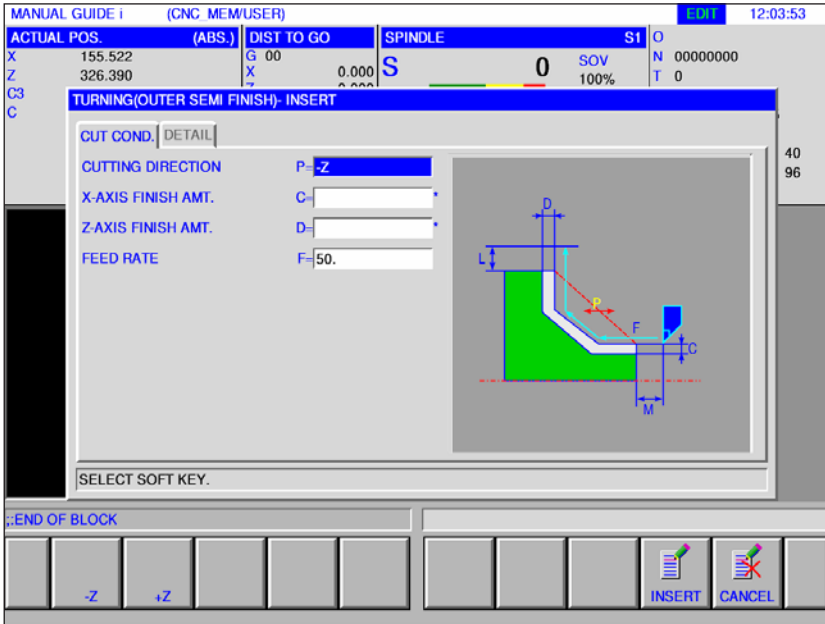 MANUAL GUIDE i (CNC_MEM/USER) EDIT 12:03:53
ACTUAL POS. (ABS.) DIST TO GO SPINDLE S1 O
X 155.522 G 00 S 0 SOV N 00000000
Z 326.390 X 0.000 100% T 0
C3
C
TURNING(OUTER SEMI FINISH)- INSERT
CUT COND. DETAIL
CUTTING DIRECTION P= -Z
X-AXIS FINISH AMT. C= *
Z-AXIS FINISH AMT. D= *
FEED RATE F= 50.
40
96
D
L
P
F
C
M
SELECT SOFT KEY.
;:END OF BLOCK
-Z +Z INSERT CANCEL